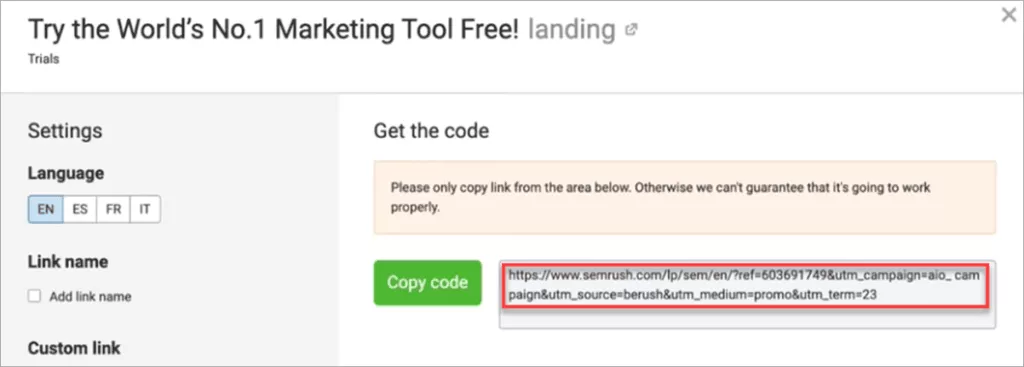 Try the World's No.1 Marketing Tool Free! landing
Trials
Settings
Language
EN ES FR IT
Link name
Add link name
Custom link
Get the code
Please only copy link from the area below. Otherwise we can't guarantee that it's going to work
properly.
Copy code
https://www.semrush.com/lp/sem/en/?ref=603691749&utm_campaign=aio_ cam
paign&utm_source=berush&utm_medium=promo&utm_term=23